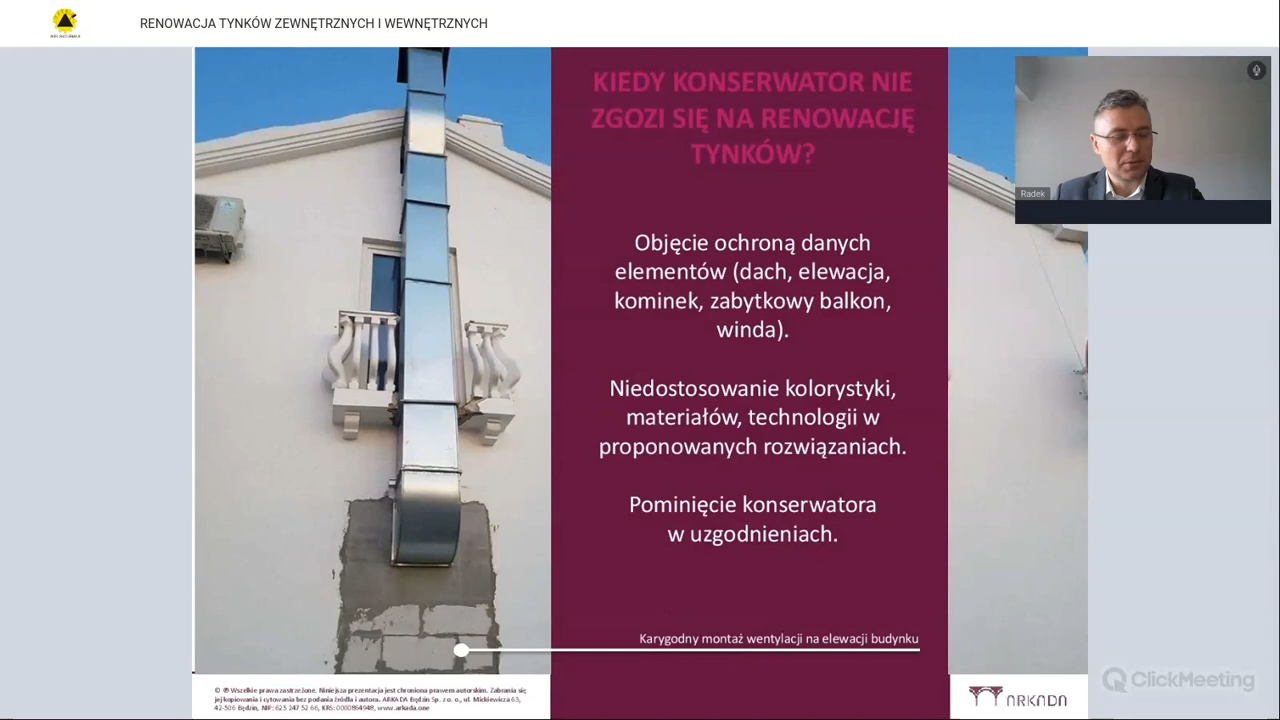 RENOWACJA TYNKÓW ZEWNĘTRZNYCH I WEWNĘTRZNYCH
KIEDY KONSERWATOR NIE
ZGOZI SIĘ NA RENOWACJĘ
TYNKÓW?
Radek
Objęcie ochroną danych
elementów (dach, elewacja,
kominek, zabytkowy balkon,
winda).
Niedostosowanie kolorystyki,
materiałów, technologii w
proponowanych rozwiązaniach.
Pominięcie konserwatora
w uzgodnieniach.
Karygodny montaż wentylacji na elewacji budynku
© ® Wszelkie prawa zastrzeżone. Niniejsza prezentacja jest chroniona prawem autorskim. Zabrania się
jej kopiowania i cytowania bez podania źródła i autora. ARKADA Będzin Sp. z o. o., ul. Mickiewicza 63,
42-506 Będzin, NIP: 625 247 52 66, KRS: 0000864948, www.arkada.one
ARKADA
ClickMeeting